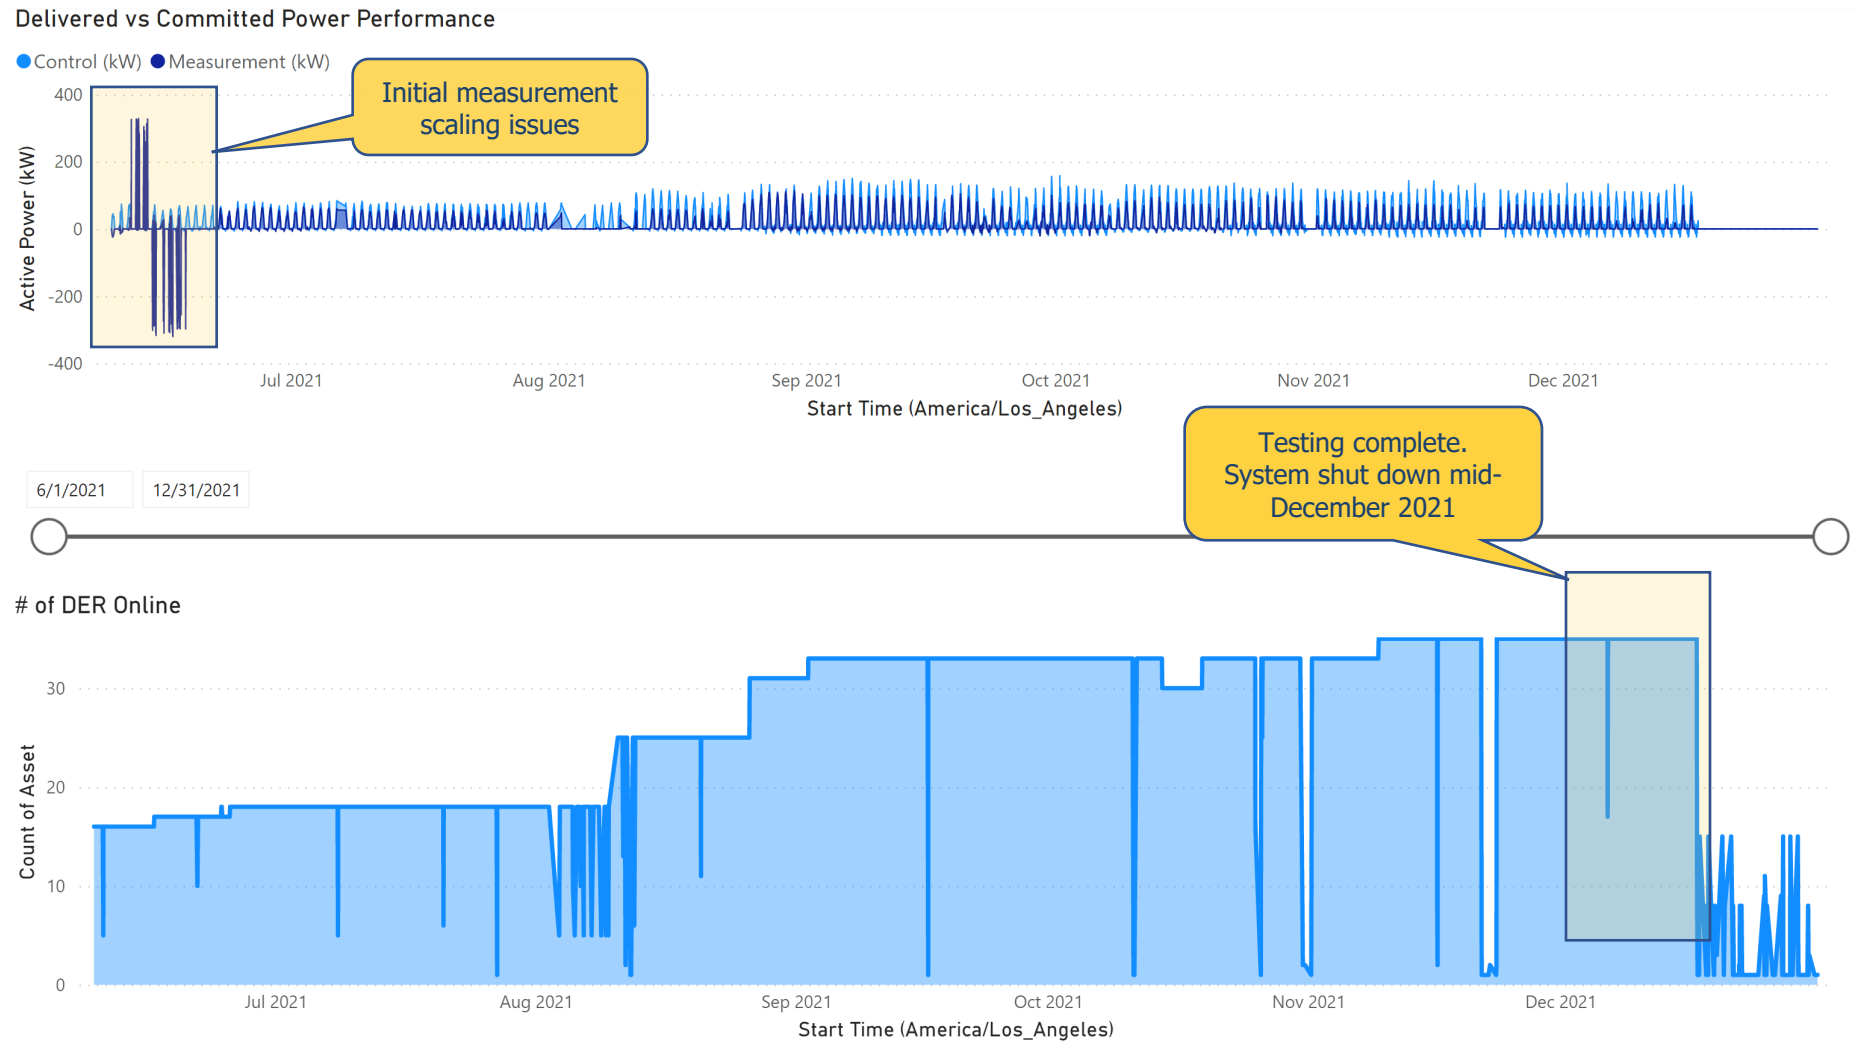 Delivered vs Committed Power Performance
Control (kW) Measurement (kW)
Initial measurement
scaling issues
400
200
0
-200
-400
Active Power (kW)
Jul 2021 Aug 2021 Sep 2021 Oct 2021 Nov 2021 Dec 2021
Start Time (America/Los_Angeles)
Testing complete.
System shut down mid-
December 2021
6/1/2021 12/31/2021
# of DER Online
30
20
10
0
Count of Asset
Jul 2021 Aug 2021 Sep 2021 Oct 2021 Nov 2021 Dec 2021
Start Time (America/Los_Angeles)